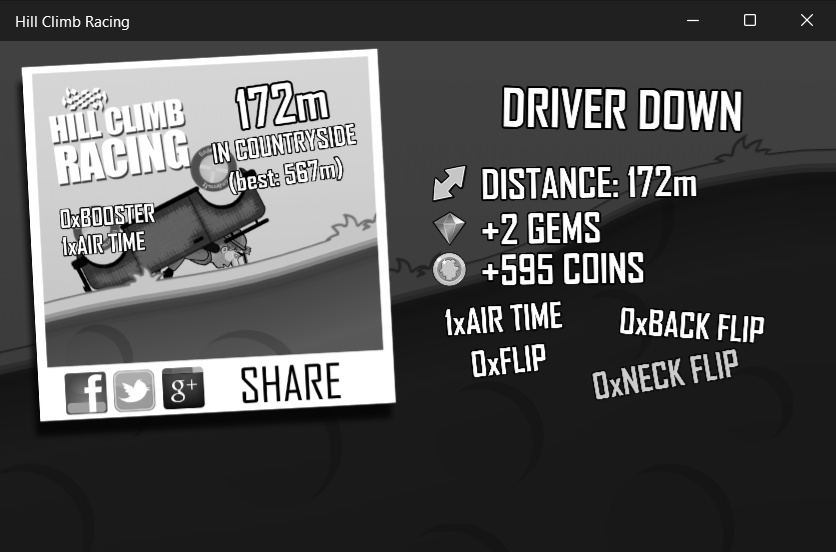 Hill Climb Racing
HILL CLIMB
RACING
172m
IN COUNTRYSIDE
(best: 567m)
0xBOOSTER
1xAIR TIME
f
g+
SHARE
DRIVER DOWN
DISTANCE: 172m
+2 GEMS
+595 COINS
1xAIR TIME
0xBACK FLIP
0xFLIP
0xNECK FLIP